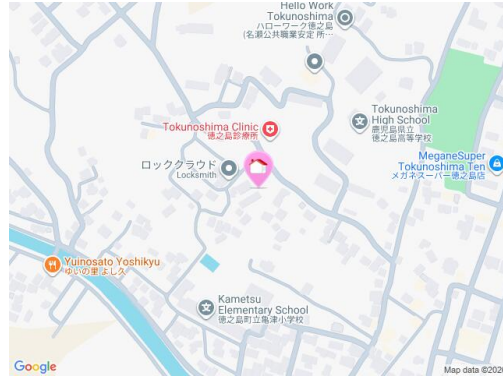 Hello Work
Tokunoshima
ハローワーク徳之島
(名瀬公共職業安定 所…
Tokunoshima
High School
鹿児島県立
徳之島高等学校
Tokunoshima Clinic
徳之島診療所
MeganeSuper
Tokunoshima Ten
メガネスーパー徳之島店
ロッククラウド
Locksmith
Yuinosato Yoshikyu
ゆいの里 よし久
Kametsu
Elementary School
徳之島町立亀津小学校
Google
Map data ©202